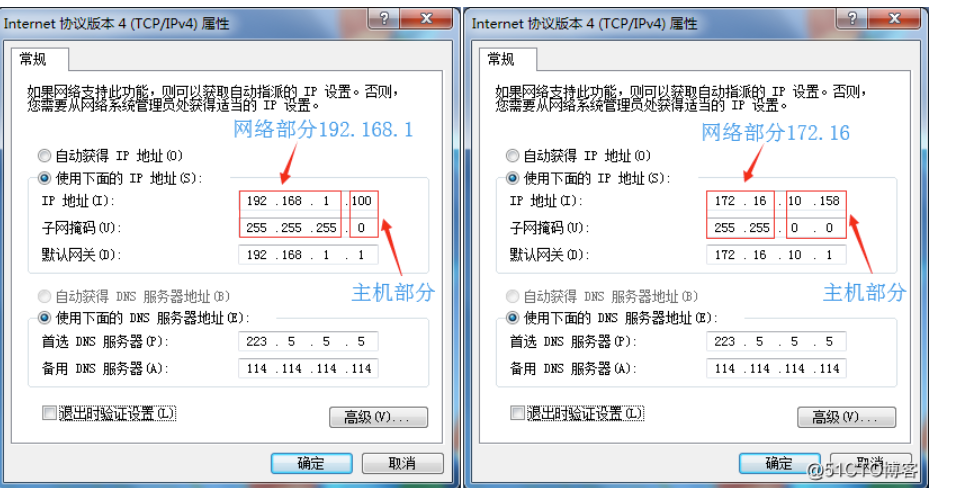 Internet 协议版本 4 (TCP/IPv4) 属性
常规
如果网络支持此功能，则可以获取自动指派的 IP 设置。否则，
您需要从网络系统管理员处获得适当的 IP 设置。
网络部分192.168.1
自动获得 IP 地址(O)
使用下面的 IP 地址(S):
IP 地址(I): 192 .168 . 1 .100
子网掩码(U): 255 .255 .255 . 0
默认网关(D): 192 .168 . 1 . 1
主机部分
自动获得 DNS 服务器地址(B)
使用下面的 DNS 服务器地址(E):
首选 DNS 服务器(P): 223 . 5 . 5 . 5
备用 DNS 服务器(A): 114 .114 .114 .114
退出时验证设置(L)
高级(V)...
确定 取消
Internet 协议版本 4 (TCP/IPv4) 属性
常规
如果网络支持此功能，则可以获取自动指派的 IP 设置。否则，
您需要从网络系统管理员处获得适当的 IP 设置。
网络部分172.16
自动获得 IP 地址(O)
使用下面的 IP 地址(S):
IP 地址(I): 172 . 16 . 10 .158
子网掩码(U): 255 .255 . 0 . 0
默认网关(D): 172 . 16 . 10 . 1
主机部分
自动获得 DNS 服务器地址(B)
使用下面的 DNS 服务器地址(E):
首选 DNS 服务器(P): 223 . 5 . 5 . 5
备用 DNS 服务器(A): 114 .114 .114 .114
退出时验证设置(L)
高级(V)...
确定 取消
@51CTO博客